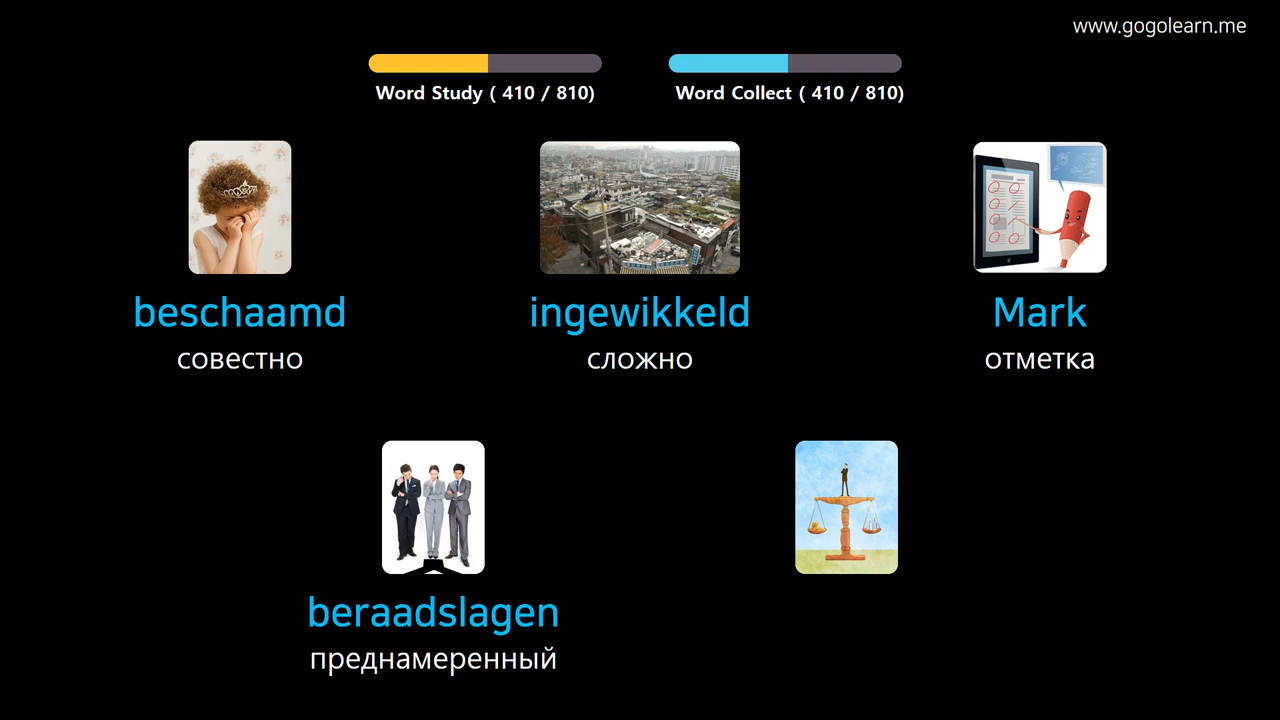 www.gogolearn.me
Word Study ( 410 / 810)
Word Collect ( 410 / 810)
beschaamd
совестно
ingewikkeld
сложно
Mark
отметка
beraadslagen
преднамеренный